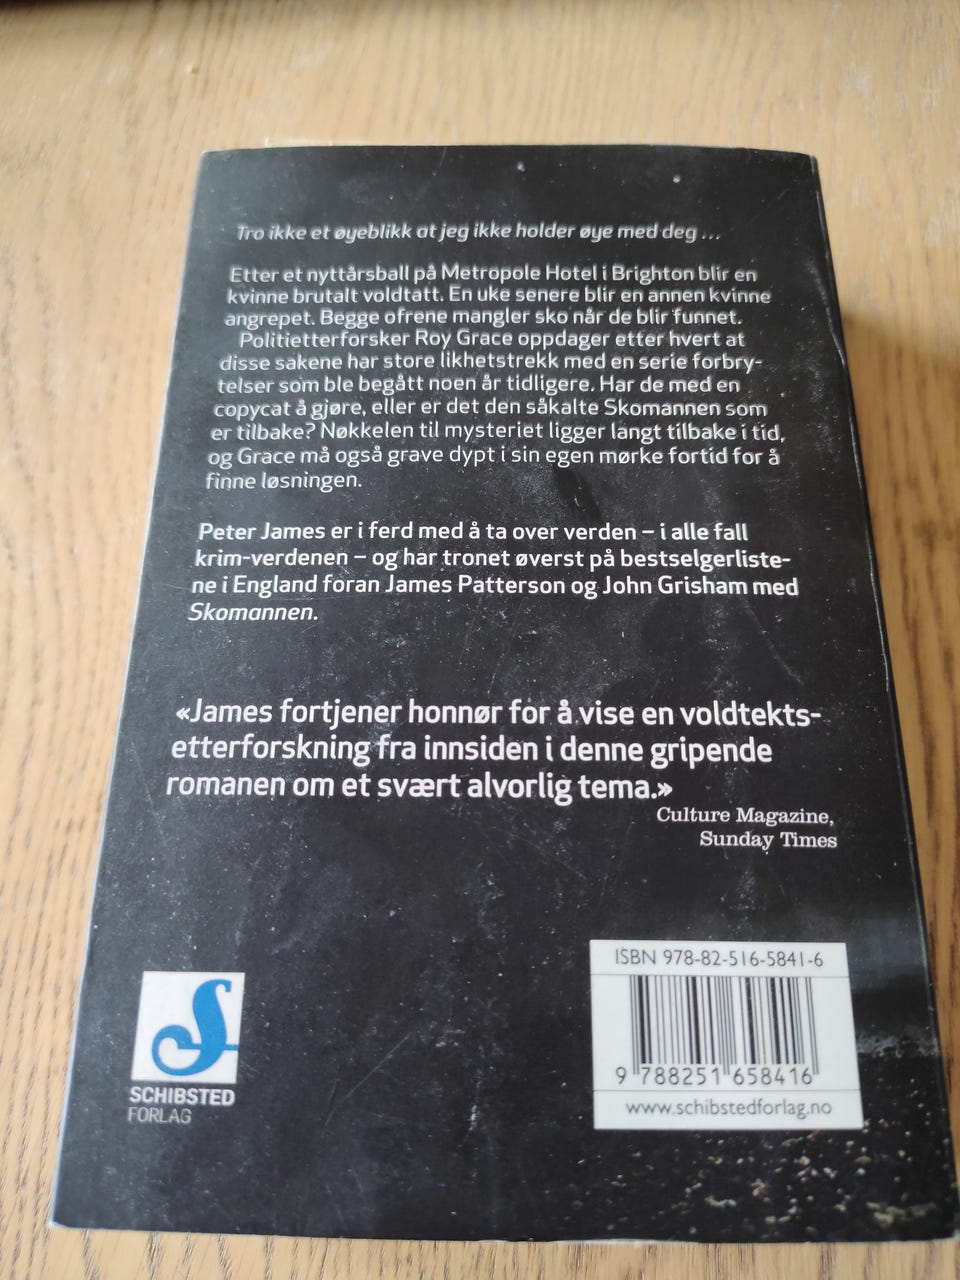 Tro ikke et øyeblikk at jeg ikke holder øye med deg ...
Etter et nyttårsball på Metropole Hotel i Brighton blir en
kvinne brutalt voldtatt. En uke senere blir en annen kvinne
angrepet. Begge ofrene mangler sko når de blir funnet.
Politietterforsker Roy Grace oppdager etter hvert at
disse sakene har store likhetstrekk med en serie forbry-
telser som ble begått noen år tidligere. Har de med en
copycat å gjøre, eller er det den såkalte Skomannen som
er tilbake? Nøkkelen til mysteriet ligger langt tilbake i tid,
og Grace må også grave dypt i sin egen mørke fortid for å
finne løsningen.
Peter James er i ferd med å ta over verden – i alle fall
krim-verdenen – og har tronet øverst på bestselgerliste-
ne i England foran James Patterson og John Grisham med
Skomannen.
«James fortjener honnør for å vise en voldtekts-
etterforskning fra innsiden i denne gripende
romanen om et svært alvorlig tema.»
Culture Magazine,
Sunday Times
ISBN 978-82-516-5841-6
9 788251 658416
www.schibstedforlag.no
SCHIBSTED
FORLAG